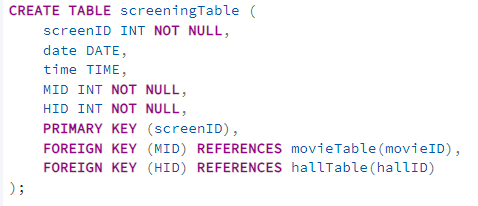 CREATE TABLE screeningTable (
    screenID INT NOT NULL,
    date DATE,
    time TIME,
    MID INT NOT NULL,
    HID INT NOT NULL,
    PRIMARY KEY (screenID),
    FOREIGN KEY (MID) REFERENCES movieTable(movieID),
    FOREIGN KEY (HID) REFERENCES hallTable(hallID)
);